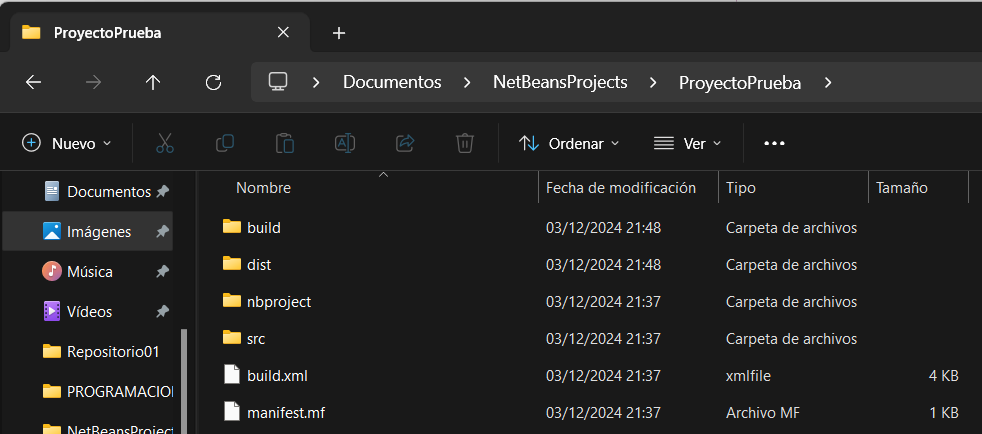 ProyectoPrueba
Documentos NetBeansProjects ProyectoPrueba
Nuevo Ordenar Ver
Documentos
Imágenes
Música
Vídeos
Repositorio01
PROGRAMACIO
NetBeansProject
Nombre Fecha de modificación Tipo Tamaño
build 03/12/2024 21:48 Carpeta de archivos
dist 03/12/2024 21:48 Carpeta de archivos
nbproject 03/12/2024 21:37 Carpeta de archivos
src 03/12/2024 21:37 Carpeta de archivos
build.xml 03/12/2024 21:37 xmlfile 4 KB
manifest.mf 03/12/2024 21:37 Archivo MF 1 KB